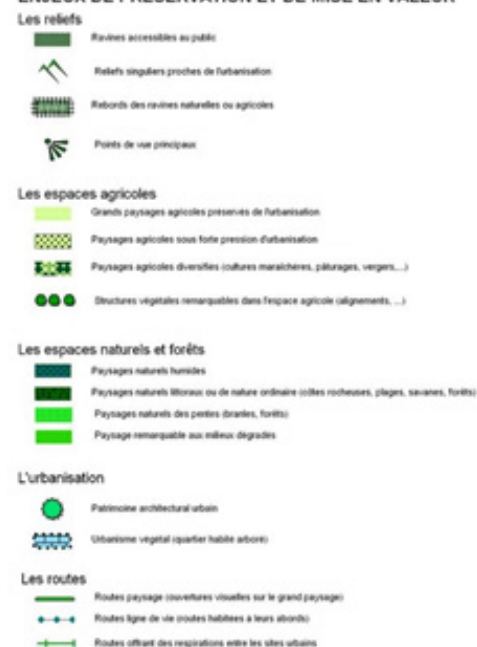 ENJEUX DE PRESERVATION ET DE MISE EN VALEUR
Les reliefs
Ravines accessibles au public
Reliefs singuliers proches de l'urbanisation
Rebords des ravines naturelles ou agricoles
Points de vue principaux
Les espaces agricoles
Grands paysages agricoles préservés de l'urbanisation
Paysages agricoles sous forte pression d'urbanisation
Paysages agricoles diversifiés (cultures maraîchères, pâturages, vergers,...)
Structures végétales remarquables dans l'espace agricole (alignements, ...)
Les espaces naturels et forêts
Paysages naturels humides
Paysages naturels littoraux ou de nature ordinaire (côtes rocheuses, plages, savanes, forêts)
Paysages naturels des pentes (branles, forêts)
Paysage remarquable aux milieux dégradés
L'urbanisation
Patrimoine architectural urbain
Urbanisme végétal (quartier habité arboré)
Les routes
Routes paysage (ouvertures visuelles sur le grand paysage)
Routes ligne de vie (routes habitées à leurs abords)
Routes offrant des respirations entre les sites urbains